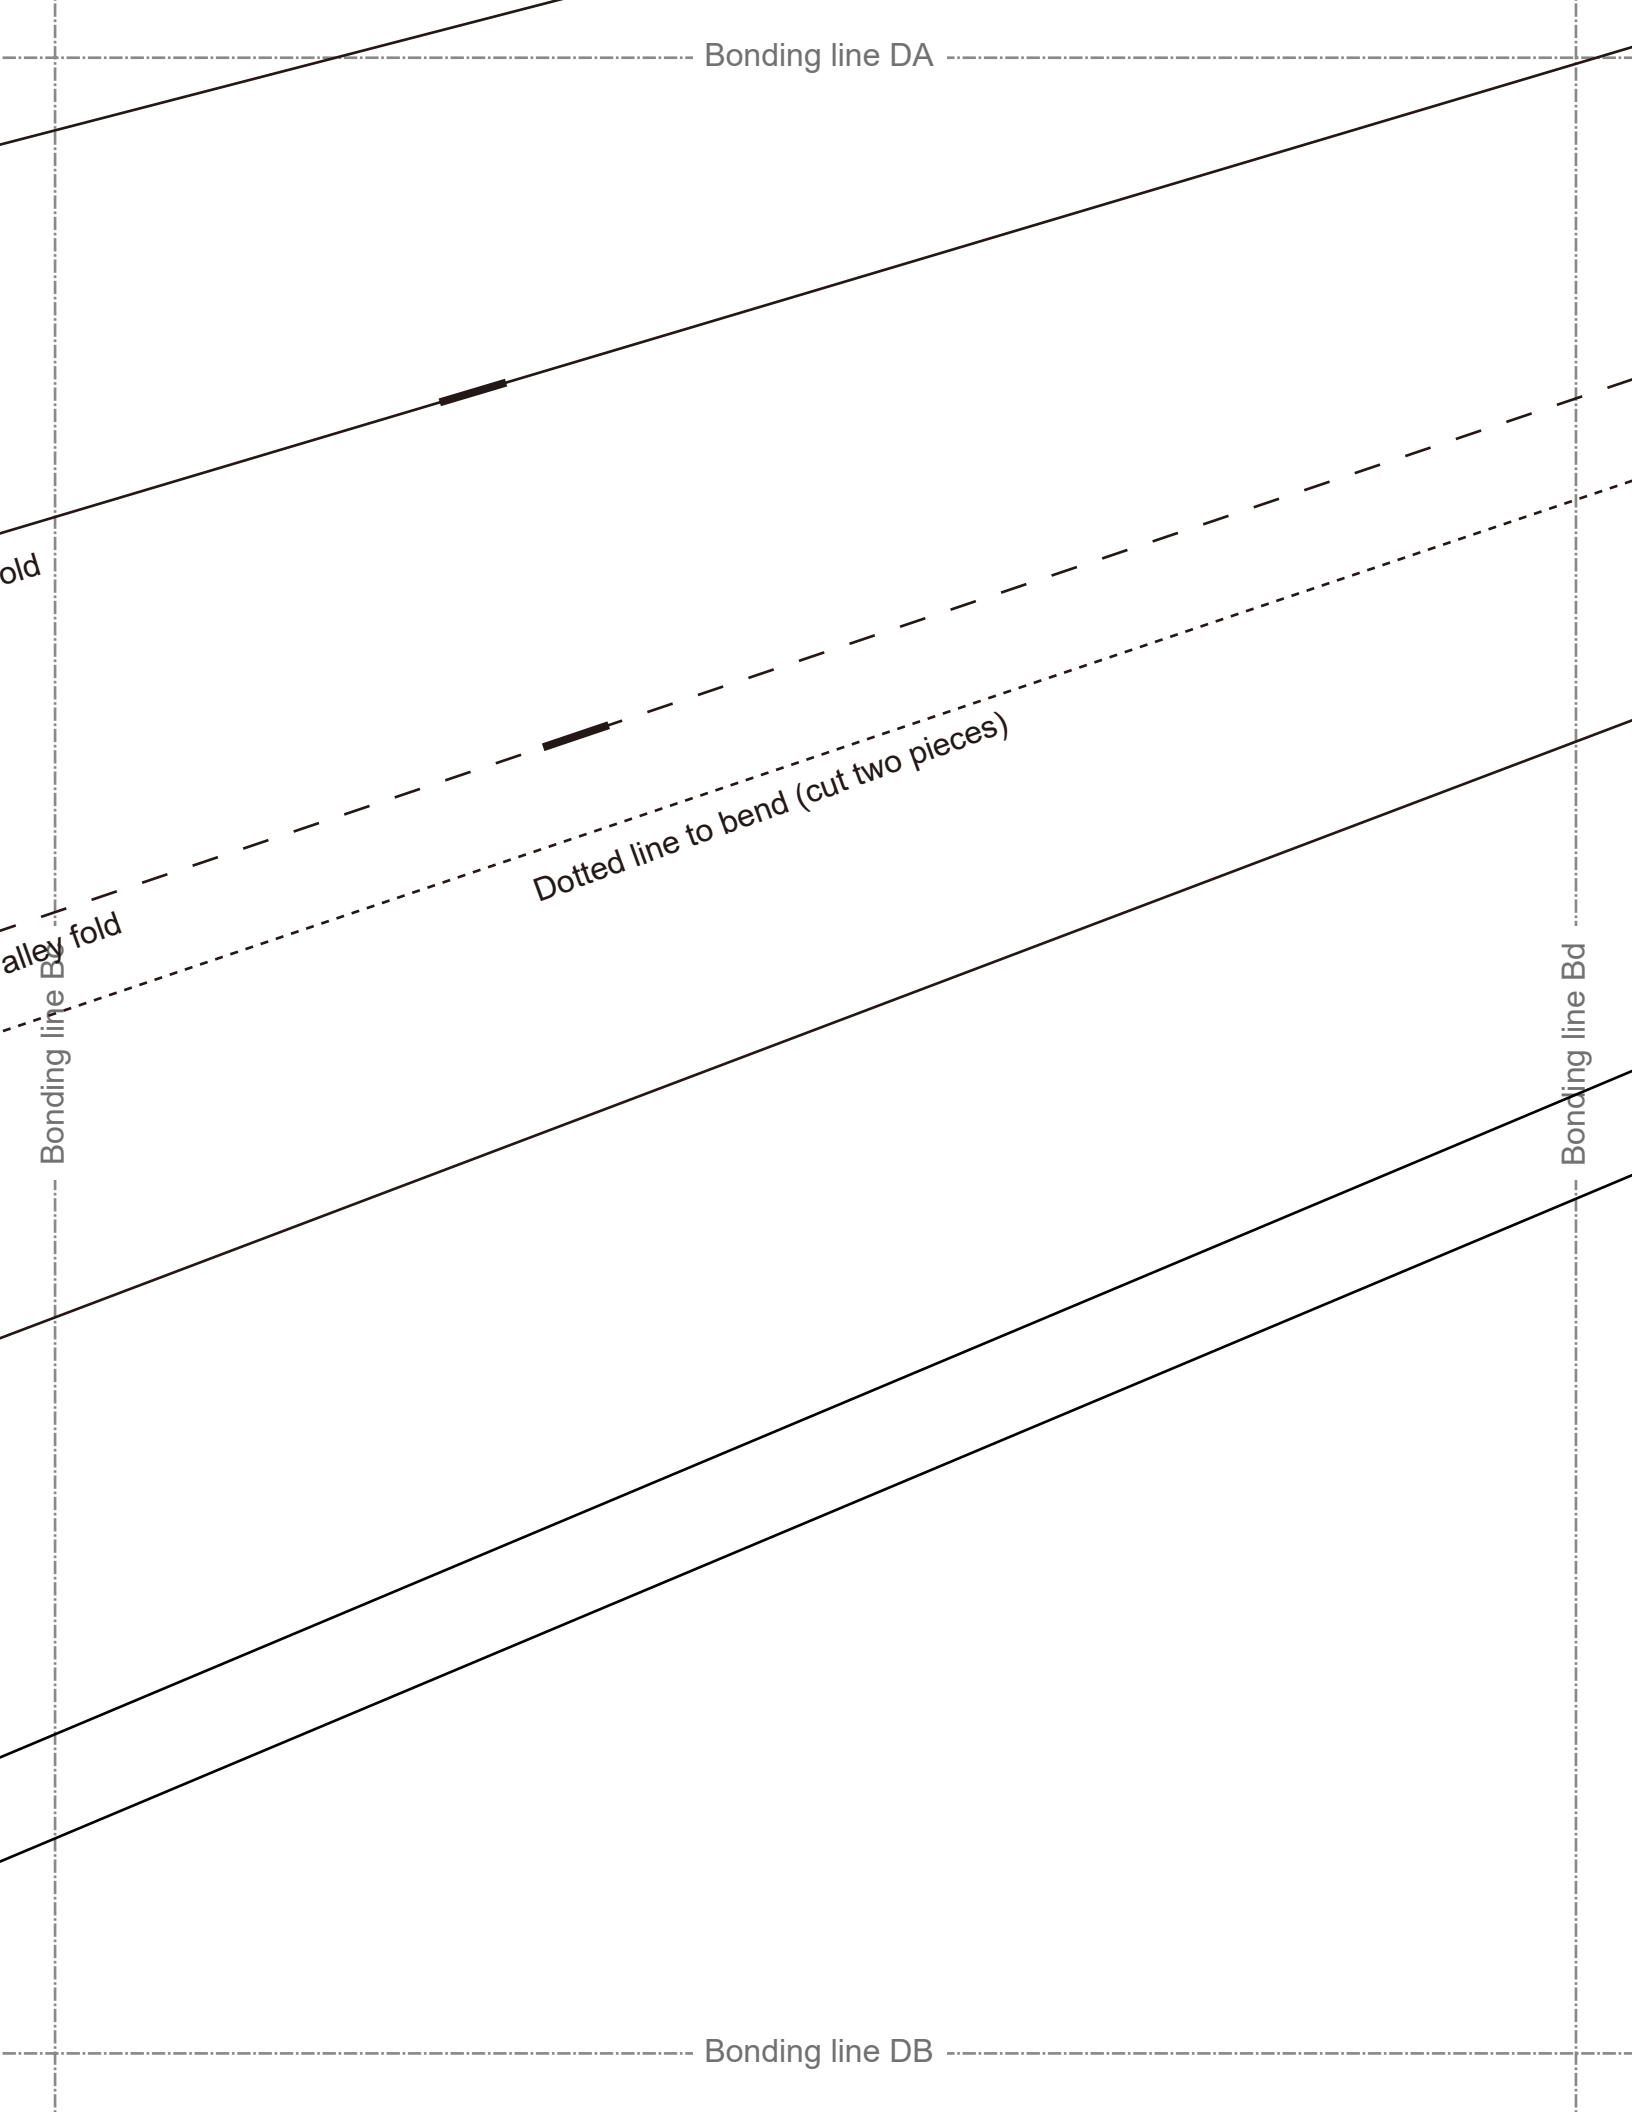 Bonding line DA
old
Dotted line to bend (cut two pieces)
alley fold
Bonding line Bc
Bonding line Bd
Bonding line DB